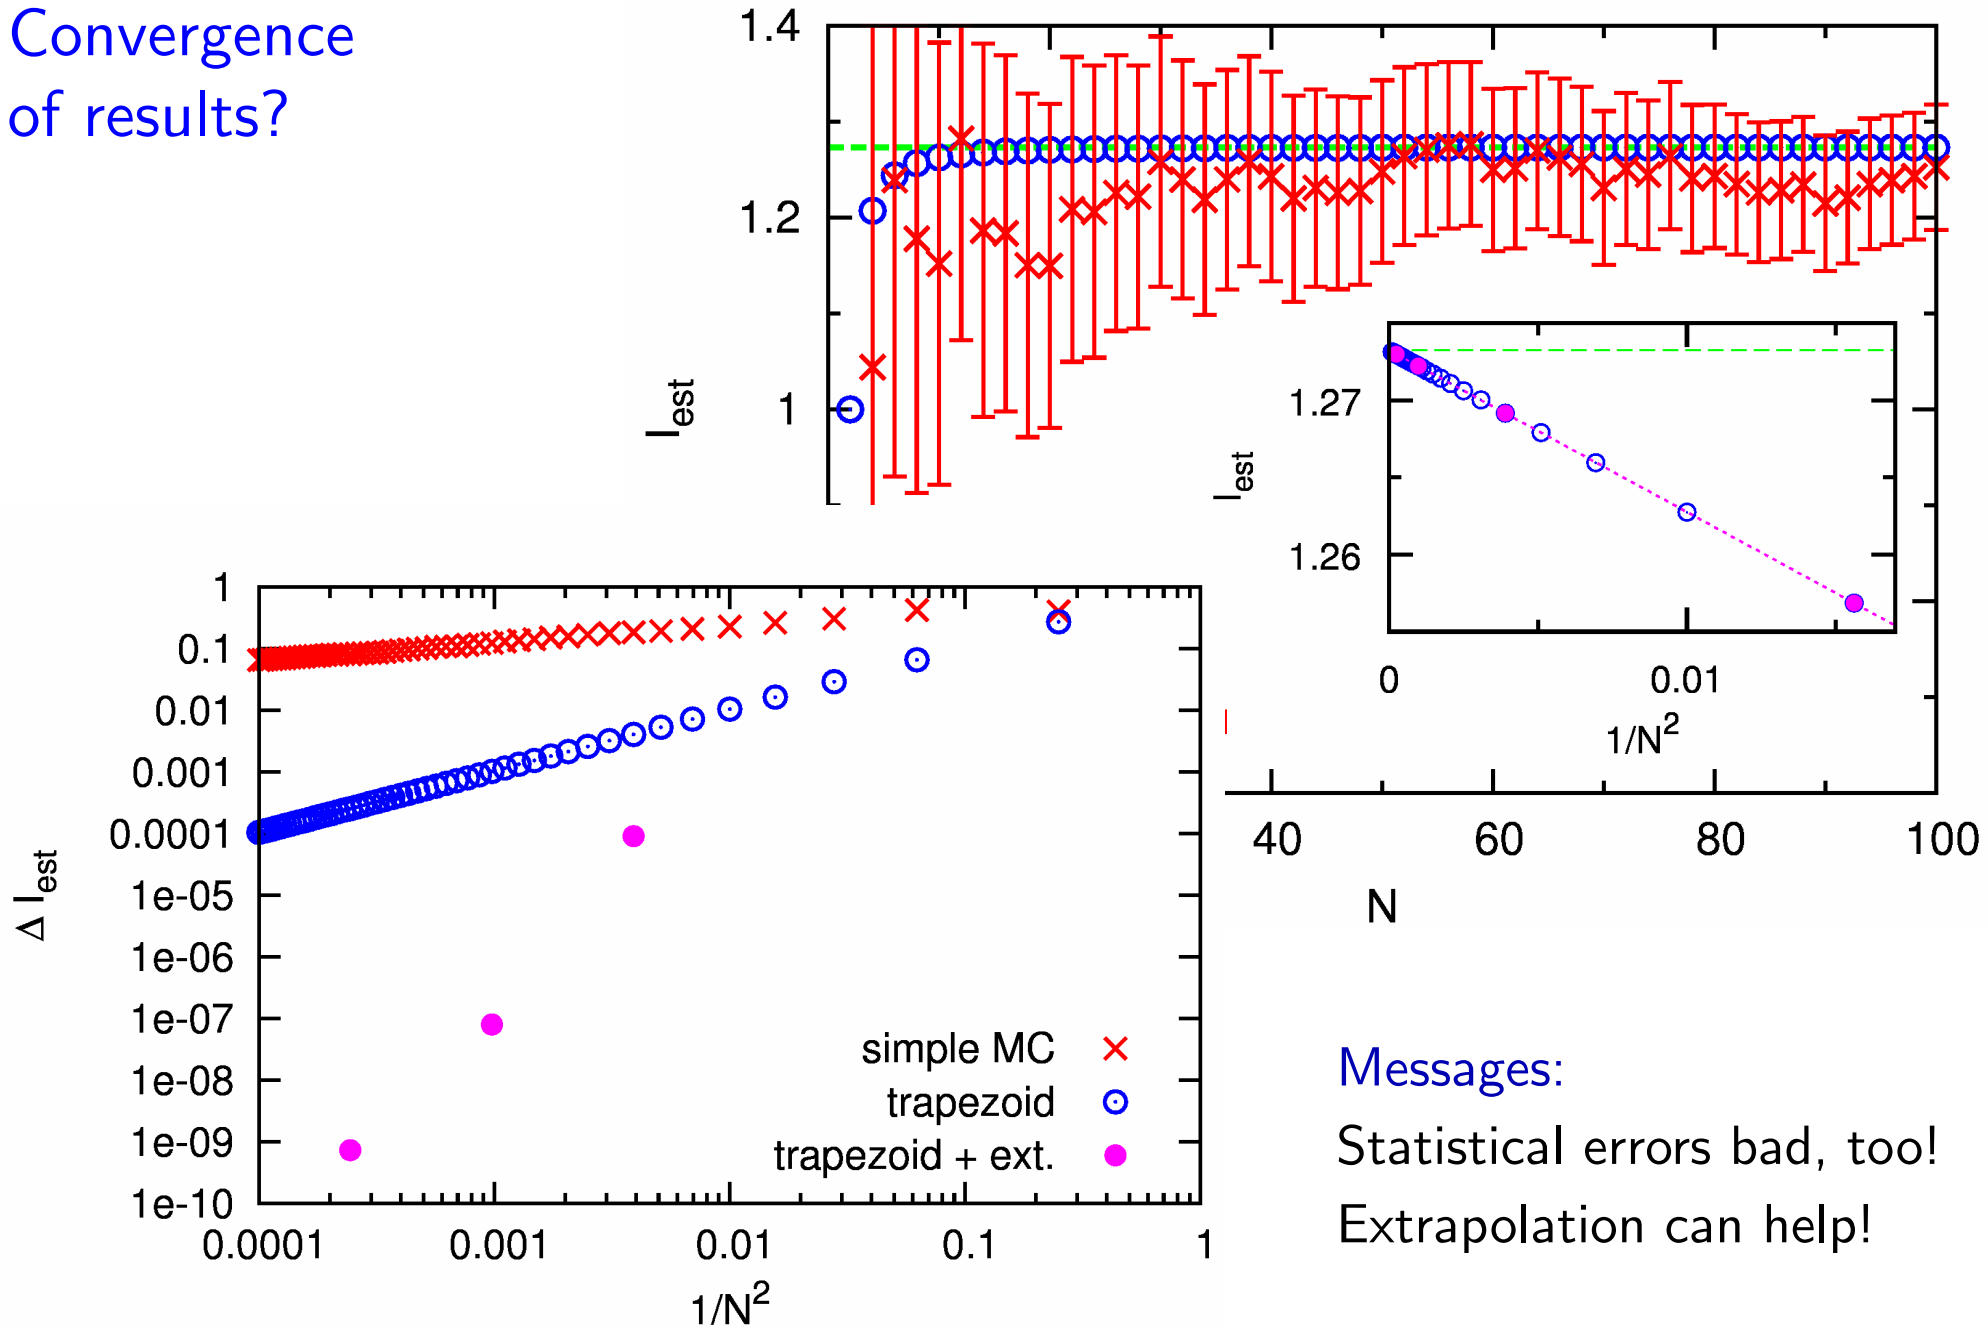 Convergence
of results?
1.4
1.2
1
I_est
1.27
1.26
I_est
0 0.01
1/N^2
40 60 80 100
N
1
0.1
0.01
0.001
0.0001
1e-05
1e-06
1e-07
1e-08
1e-09
1e-10
Δ I_est
simple MC
trapezoid
trapezoid + ext.
0.0001 0.001 0.01 0.1 1
1/N^2
Messages:
Statistical errors bad, too!
Extrapolation can help!